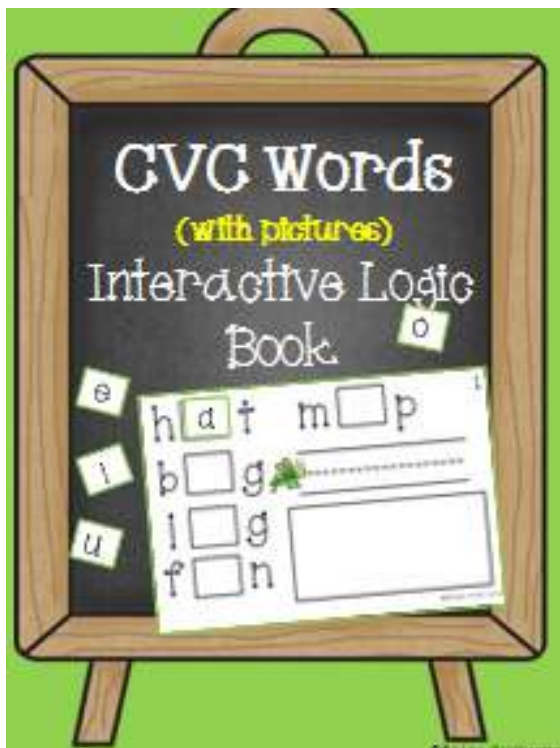 CVC Words
(with pictures)
Interactive Logic
Book
o
e
i
u
1
h a t m p
b g
l g
f n